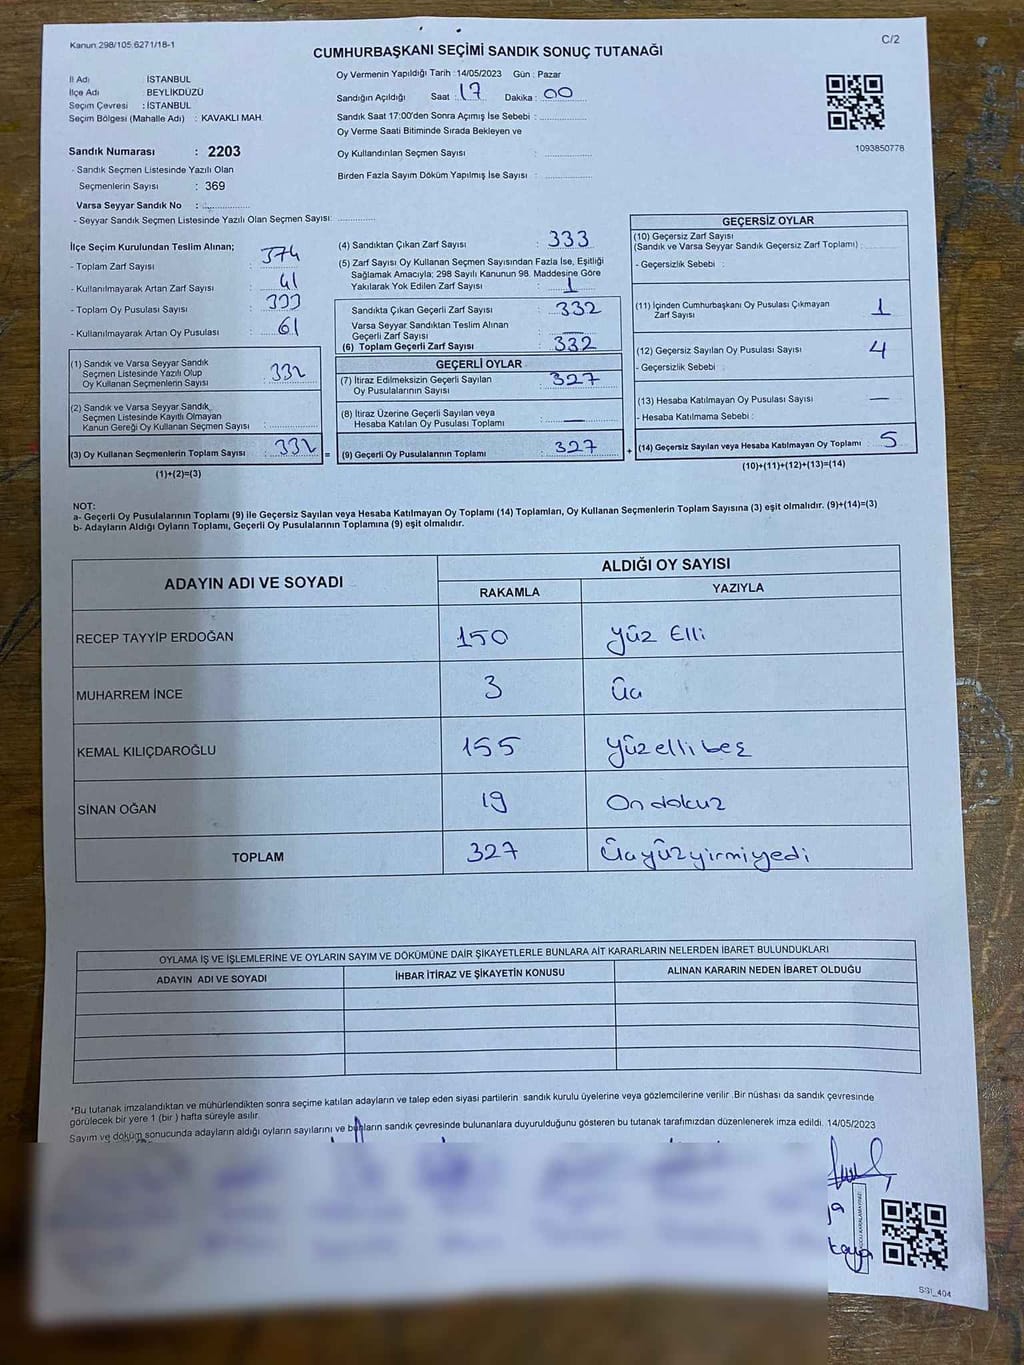 Kanun:298/105:6271/18-1
C/2
CUMHURBAŞKANI SEÇİMİ SANDIK SONUÇ TUTANAĞI
İl Adı : İSTANBUL
İlçe Adı : BEYLİKDÜZÜ
Seçim Çevresi : İSTANBUL
Seçim Bölgesi (Mahalle Adı) : KAVAKLI MAH.
Oy Vermenin Yapıldığı Tarih : 14/05/2023 Gün : Pazar
Sandığın Açıldığı Saat : 17 Dakika : 00
Sandık Saat 17:00'den Sonra Açımış İse Sebebi :
Oy Verme Saati Bitiminde Sırada Bekleyen ve
Oy Kullandırılan Seçmen Sayısı :
Birden Fazla Sayım Döküm Yapılmış İse Sayısı :
1093850778
Sandık Numarası : 2203
- Sandık Seçmen Listesinde Yazılı Olan
Seçmenlerin Sayısı : 369
Varsa Seyyar Sandık No :
- Seyyar Sandık Seçmen Listesinde Yazılı Olan Seçmen Sayısı:
İlçe Seçim Kurulundan Teslim Alınan;
- Toplam Zarf Sayısı : 374
- Kullanılmayarak Artan Zarf Sayısı : 41
- Toplam Oy Pusulası Sayısı : 393
- Kullanılmayarak Artan Oy Pusulası : 61
(1) Sandık ve Varsa Seyyar Sandık
Seçmen Listesinde Yazılı Olup
Oy Kullanan Seçmenlerin Sayısı : 332
(2) Sandık ve Varsa Seyyar Sandık
Seçmen Listesinde Kayıtlı Olmayan
Kanun Gereği Oy Kullanan Seçmen Sayısı :
(3) Oy Kullanan Seçmenlerin Toplam Sayısı : 332
(1)+(2)=(3)
(4) Sandıktan Çıkan Zarf Sayısı : 333
(5) Zarf Sayısı Oy Kullanan Seçmen Sayısından Fazla İse, Eşitliği
Sağlamak Amacıyla; 298 Sayılı Kanunun 98. Maddesine Göre
Yakılarak Yok Edilen Zarf Sayısı : 1
Sandıkta Çıkan Geçerli Zarf Sayısı : 332
Varsa Seyyar Sandıktan Teslim Alınan
Geçerli Zarf Sayısı : —
(6) Toplam Geçerli Zarf Sayısı : 332
GEÇERLİ OYLAR
(7) İtiraz Edilmeksizin Geçerli Sayılan
Oy Pusulalarının Sayısı : 327
(8) İtiraz Üzerine Geçerli Sayılan veya
Hesaba Katılan Oy Pusulası Toplamı : —
= (9) Geçerli Oy Pusulalarının Toplamı : 327
GEÇERSİZ OYLAR
(10) Geçersiz Zarf Sayısı
(Sandık ve Varsa Seyyar Sandık Geçersiz Zarf Toplamı) :
- Geçersizlik Sebebi :
(11) İçinden Cumhurbaşkanı Oy Pusulası Çıkmayan
Zarf Sayısı : 1
(12) Geçersiz Sayılan Oy Pusulası Sayısı : 4
- Geçersizlik Sebebi :
(13) Hesaba Katılmayan Oy Pusulası Sayısı : —
- Hesaba Katılmama Sebebi :
+ (14) Geçersiz Sayılan veya Hesaba Katılmayan Oy Toplamı : 5
(10)+(11)+(12)+(13)=(14)
NOT:
a- Geçerli Oy Pusulalarının Toplamı (9) ile Geçersiz Sayılan veya Hesaba Katılmayan Oy Toplamı (14) Toplamları, Oy Kullanan Seçmenlerin Toplam Sayısına (3) eşit olmalıdır. (9)+(14)=(3)
b- Adayların Aldığı Oyların Toplamı, Geçerli Oy Pusulalarının Toplamına (9) eşit olmalıdır.
ADAYIN ADI VE SOYADI
ALDIĞI OY SAYISI
RAKAMLA YAZIYLA
RECEP TAYYİP ERDOĞAN 150 Yüz Elli
MUHARREM İNCE 3 Üç
KEMAL KILIÇDAROĞLU 155 Yüzellibeş
SİNAN OĞAN 19 On dokuz
TOPLAM 327 Üçyüzyirmiyedi
OYLAMA İŞ VE İŞLEMLERİNE VE OYLARIN SAYIM VE DÖKÜMÜNE DAİR ŞİKAYETLERLE BUNLARA AİT KARARLARIN NELERDEN İBARET BULUNDUKLARI
ADAYIN ADI VE SOYADI İHBAR İTİRAZ VE ŞİKAYETİN KONUSU ALINAN KARARIN NEDEN İBARET OLDUĞU
*Bu tutanak imzalandıktan ve mühürlendikten sonra seçime katılan adayların ve talep eden siyasi partilerin sandık kurulu üyelerine veya gözlemcilerine verilir .Bir nüshası da sandık çevresinde
görülecek bir yere 1 (bir ) hafta süreyle asılır.
Sayım ve döküm sonucunda adayların aldığı oyların sayılarını ve bunların sandık çevresinde bulunanlara duyurulduğunu gösteren bu tutanak tarafımızdan düzenlenerek imza edildi. 14/05/2023